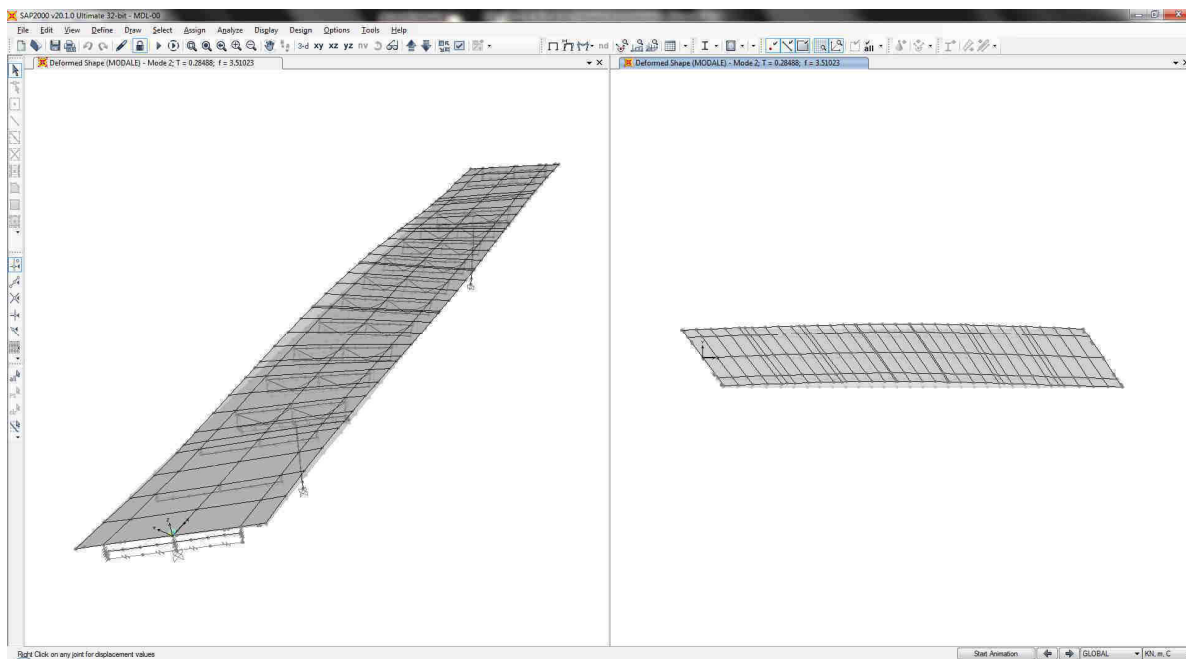 SAP2000 v20.1.0 Ultimate 32-bit - MDL-00
File Edit View Define Draw Select Assign Analyze Display Design Options Tools Help
3-d xy xz yz nv nd all
Deformed Shape (MODALE) - Mode 2; T = 0.28488; f = 3.51023
Deformed Shape (MODALE) - Mode 2; T = 0.28488; f = 3.51023
Right Click on any joint for displacement values
Start Animation GLOBAL KN, m, C